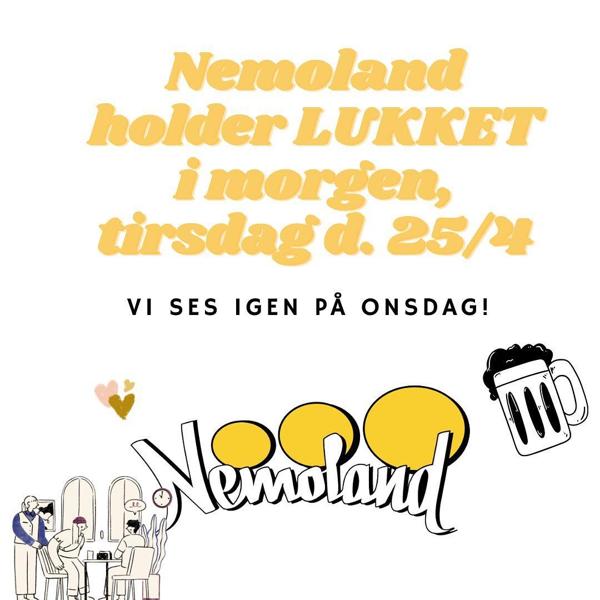 Nemoland
holder LUKKET
i morgen,
tirsdag d. 25/4
VI SES IGEN PÅ ONSDAG!
Nemoland